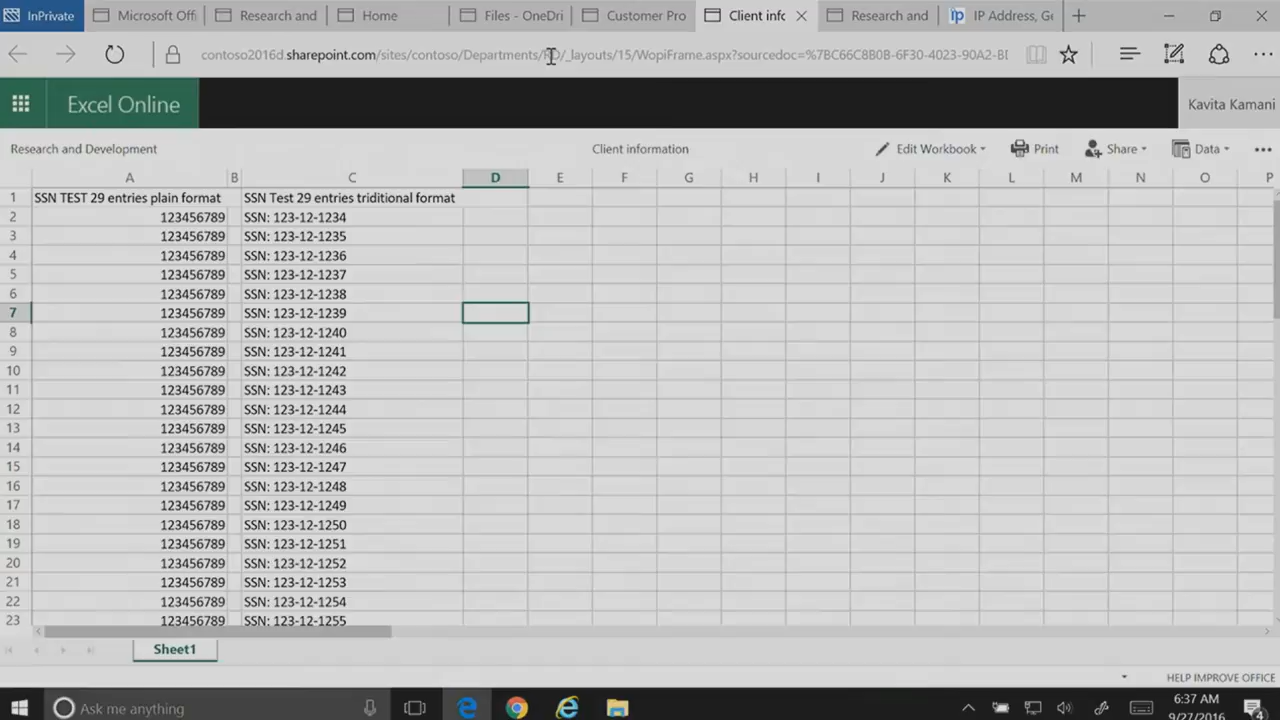 InPrivate Microsoft Offi Research and Home Files - OneDri Customer Pro Client info Research and ip IP Address, Ge
contoso2016d.sharepoint.com/sites/contoso/Departments/RD/_layouts/15/WopiFrame.aspx?sourcedoc=%7BC66C8B0B-6F30-4023-90A2-BD
Excel Online Kavita Kamani
Research and Development Client information Edit Workbook Print Share Data
A B C D E F G H I J K L M N O P
1 SSN TEST 29 entries plain format SSN Test 29 entries triditional format
2 123456789 SSN: 123-12-1234
3 123456789 SSN: 123-12-1235
4 123456789 SSN: 123-12-1236
5 123456789 SSN: 123-12-1237
6 123456789 SSN: 123-12-1238
7 123456789 SSN: 123-12-1239
8 123456789 SSN: 123-12-1240
9 123456789 SSN: 123-12-1241
10 123456789 SSN: 123-12-1242
11 123456789 SSN: 123-12-1243
12 123456789 SSN: 123-12-1244
13 123456789 SSN: 123-12-1245
14 123456789 SSN: 123-12-1246
15 123456789 SSN: 123-12-1247
16 123456789 SSN: 123-12-1248
17 123456789 SSN: 123-12-1249
18 123456789 SSN: 123-12-1250
19 123456789 SSN: 123-12-1251
20 123456789 SSN: 123-12-1252
21 123456789 SSN: 123-12-1253
22 123456789 SSN: 123-12-1254
23 123456789 SSN: 123-12-1255
Sheet1
HELP IMPROVE OFFICE
Ask me anything 6:37 AM
9/27/2016 4